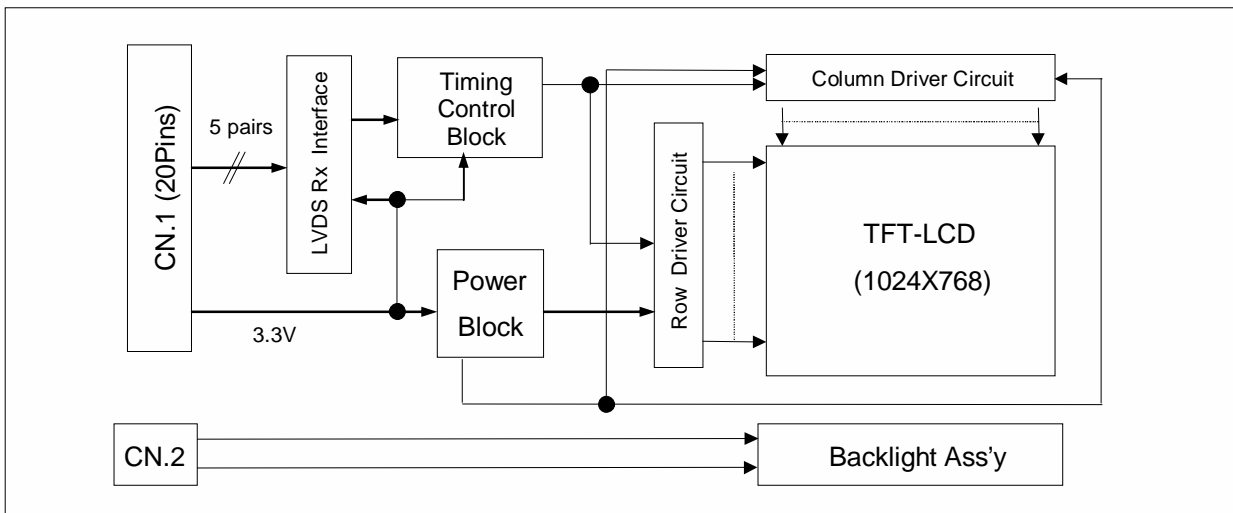 CN.1 (20Pins)
5 pairs
LVDS Rx Interface
Timing
Control
Block
Column Driver Circuit
Row Driver Circuit
TFT-LCD
(1024X768)
Power
Block
3.3V
CN.2
Backlight Ass'y